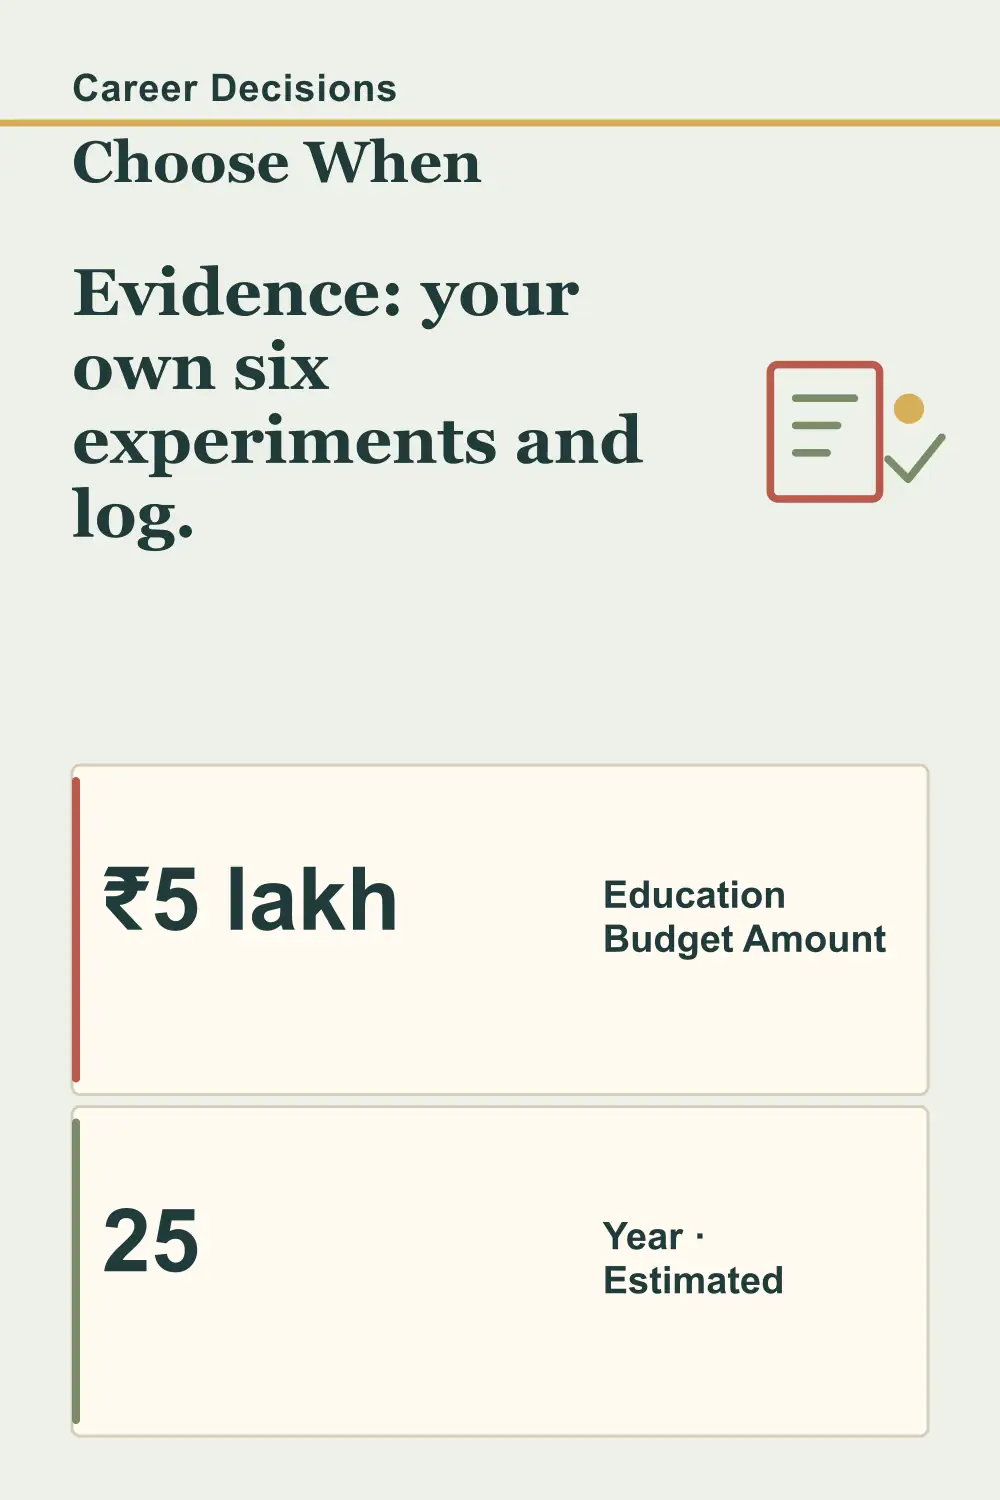 Career Decisions
Choose When
Evidence: your
own six
experiments and
log.
₹5 lakh
Education
Budget Amount
25
Year ·
Estimated